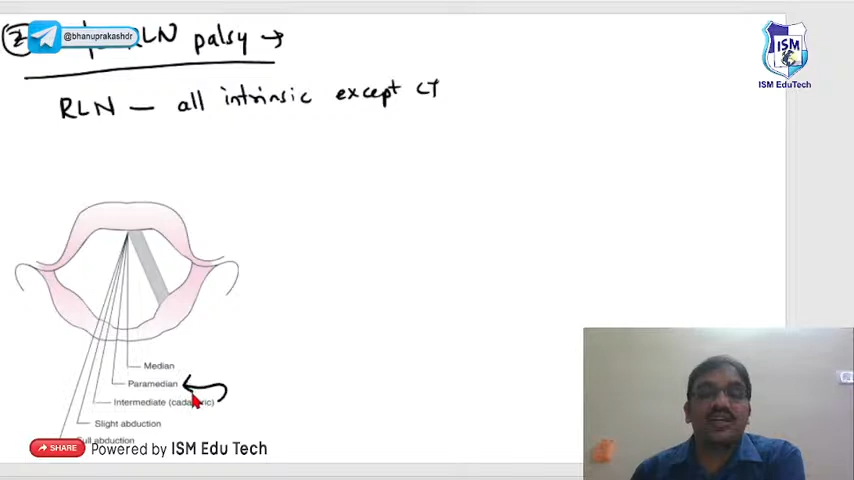 @bhanuprakashdr
RLN palsy →
ISM
ISM EduTech
RLN — all intrinsic except CT
Median
Paramedian
Intermediate (cadaveric)
Slight abduction
Full abduction
SHARE Powered by ISM Edu Tech